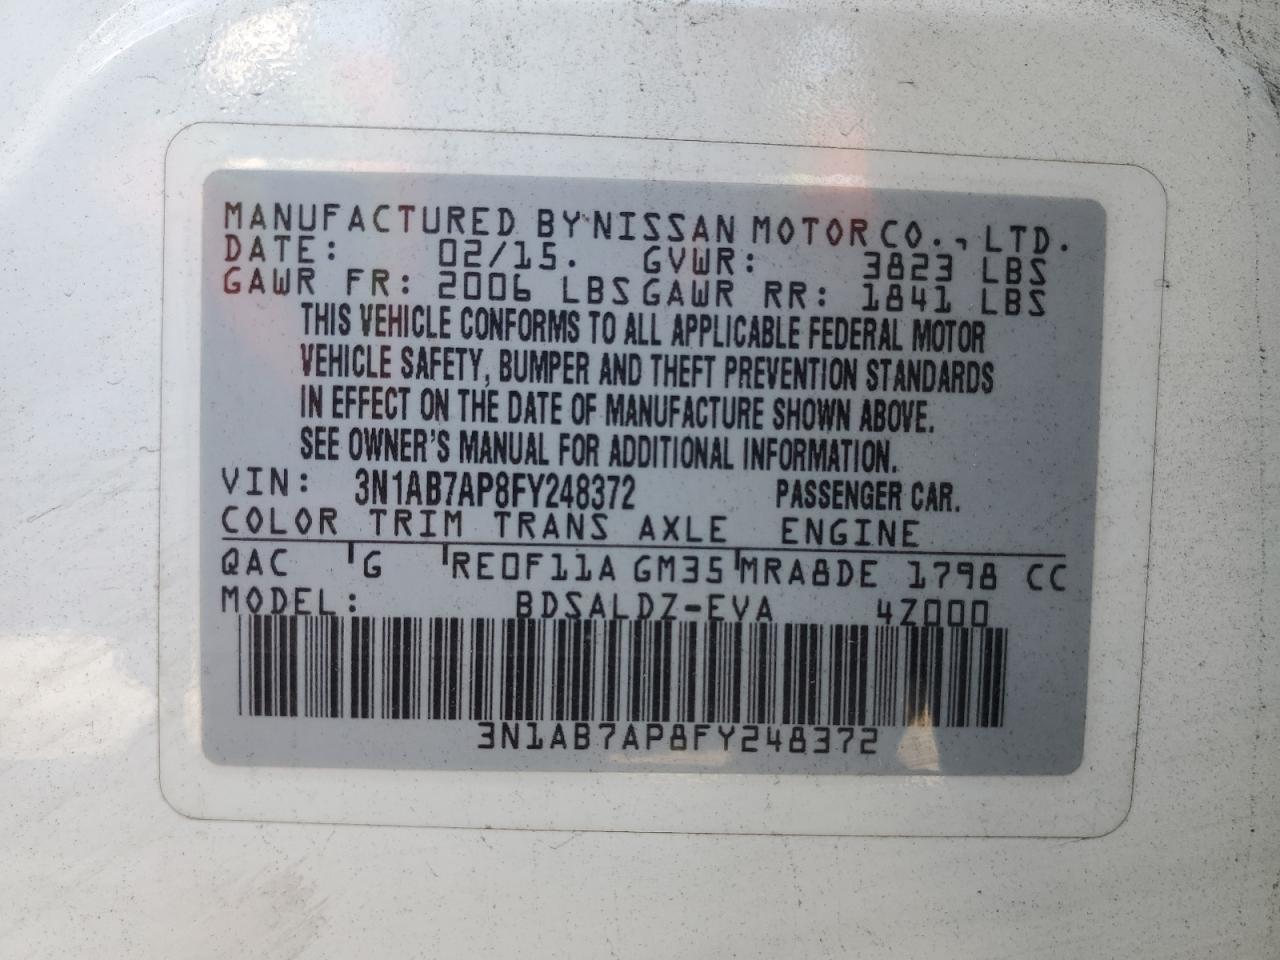 MANUFACTURED BY NISSAN MOTOR CO., LTD.
DATE: 02/15. GVWR: 3823 LBS
GAWR FR: 2006 LBS GAWR RR: 1841 LBS
THIS VEHICLE CONFORMS TO ALL APPLICABLE FEDERAL MOTOR
VEHICLE SAFETY, BUMPER AND THEFT PREVENTION STANDARDS
IN EFFECT ON THE DATE OF MANUFACTURE SHOWN ABOVE.
SEE OWNER'S MANUAL FOR ADDITIONAL INFORMATION.
VIN: 3N1AB7AP8FY248372 PASSENGER CAR.
COLOR TRIM TRANS AXLE ENGINE
QAC G RE0F11A GM35 MRA8DE 1798 CC
MODEL: BDSALDZ-EVA 4Z000
3N1AB7AP8FY248372